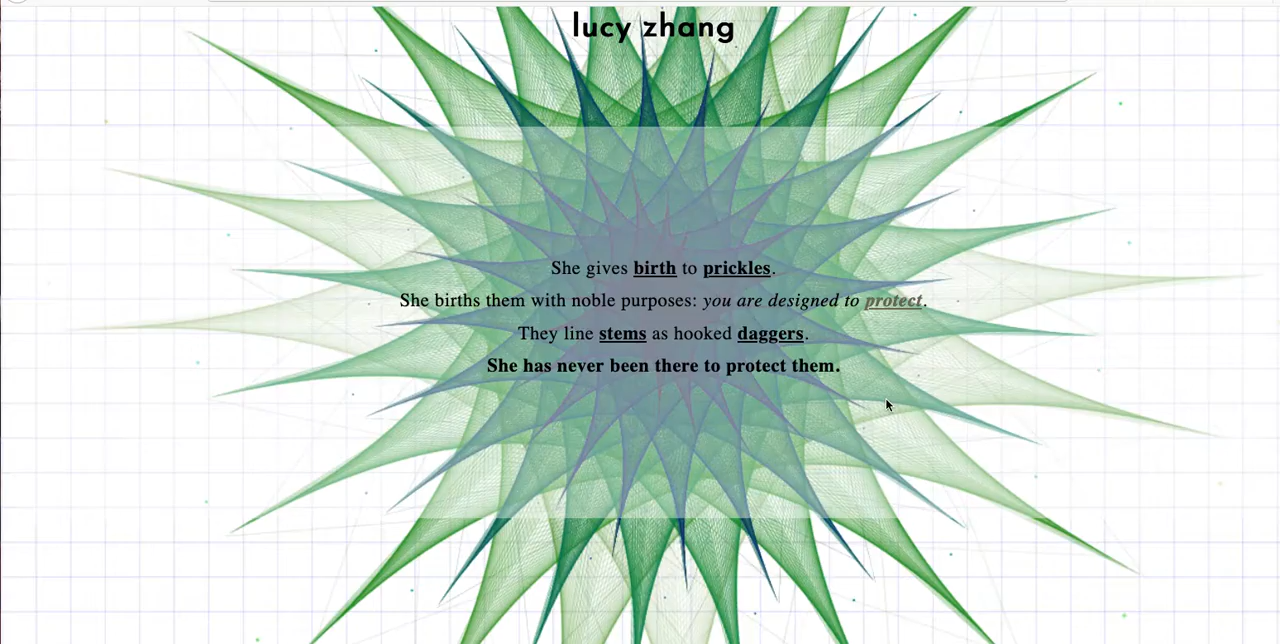 lucy zhang
She gives birth to prickles.
She births them with noble purposes: you are designed to protect.
They line stems as hooked daggers.
She has never been there to protect them.